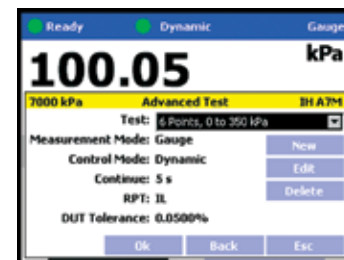 Ready Dynamic Gauge
100.05 kPa
7000 kPa Advanced Test IH A7M
Test: 6 Points, 0 to 350 kPa
Measurement Mode: Gauge New
Control Mode: Dynamic Edit
Continue: 5 s Delete
RPT: IL
DUT Tolerance: 0.0500%
Ok Back Esc